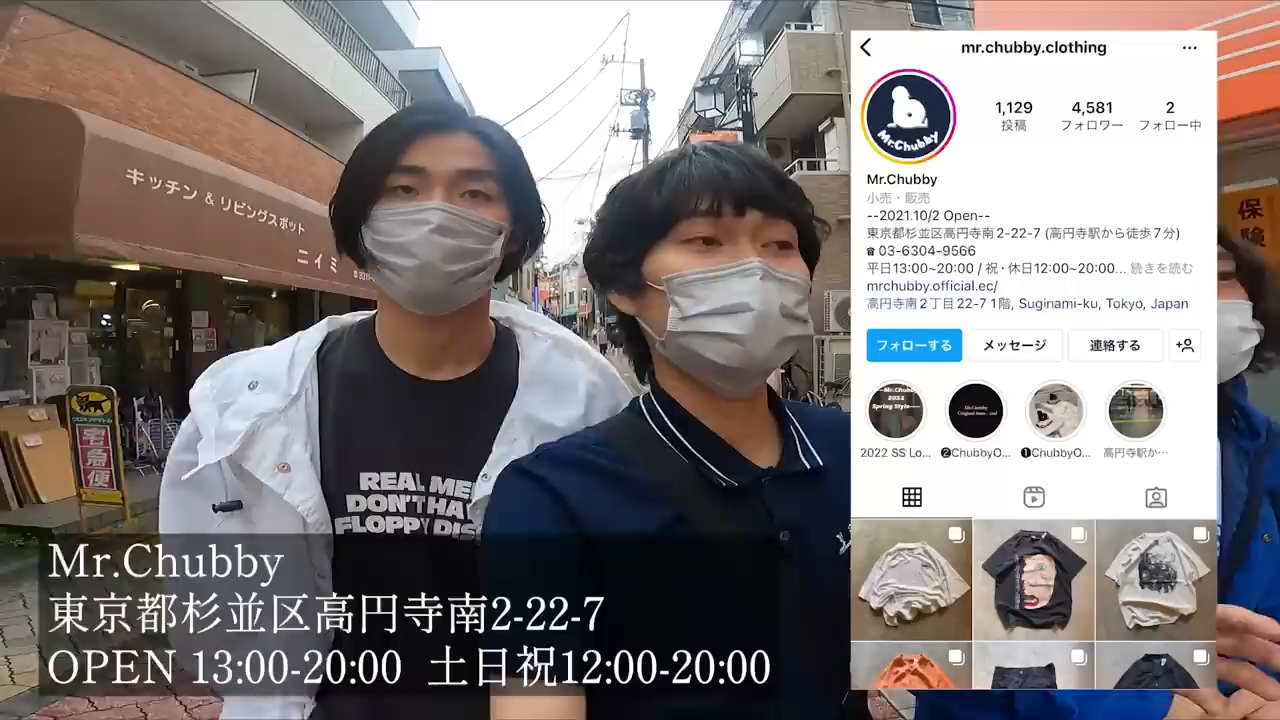 キッチン & リビングスポット
ニイミ
宅急便
REAL ME
DON'T HA
FLOPPY DIS
保険
Mr.Chubby
東京都杉並区高円寺南2-22-7
OPEN 13:00-20:00 土日祝12:00-20:00
mr.chubby.clothing
Mr.Chubby
1,129 4,581 2
投稿 フォロワー フォロー中
Mr.Chubby
小売・販売
--2021.10/2 Open--
東京都杉並区高円寺南2-22-7 (高円寺駅から徒歩7分)
☎ 03-6304-9566
平日13:00~20:00 / 祝・休日12:00~20:00... 続きを読む
mrchubby.official.ec/
高円寺南2丁目22-7 1階, Suginami-ku, Tokyo, Japan
フォローする メッセージ 連絡する
2022
Spring Style
2022 SS Lo... ❷ChubbyO... ❶ChubbyO... 高円寺駅か…